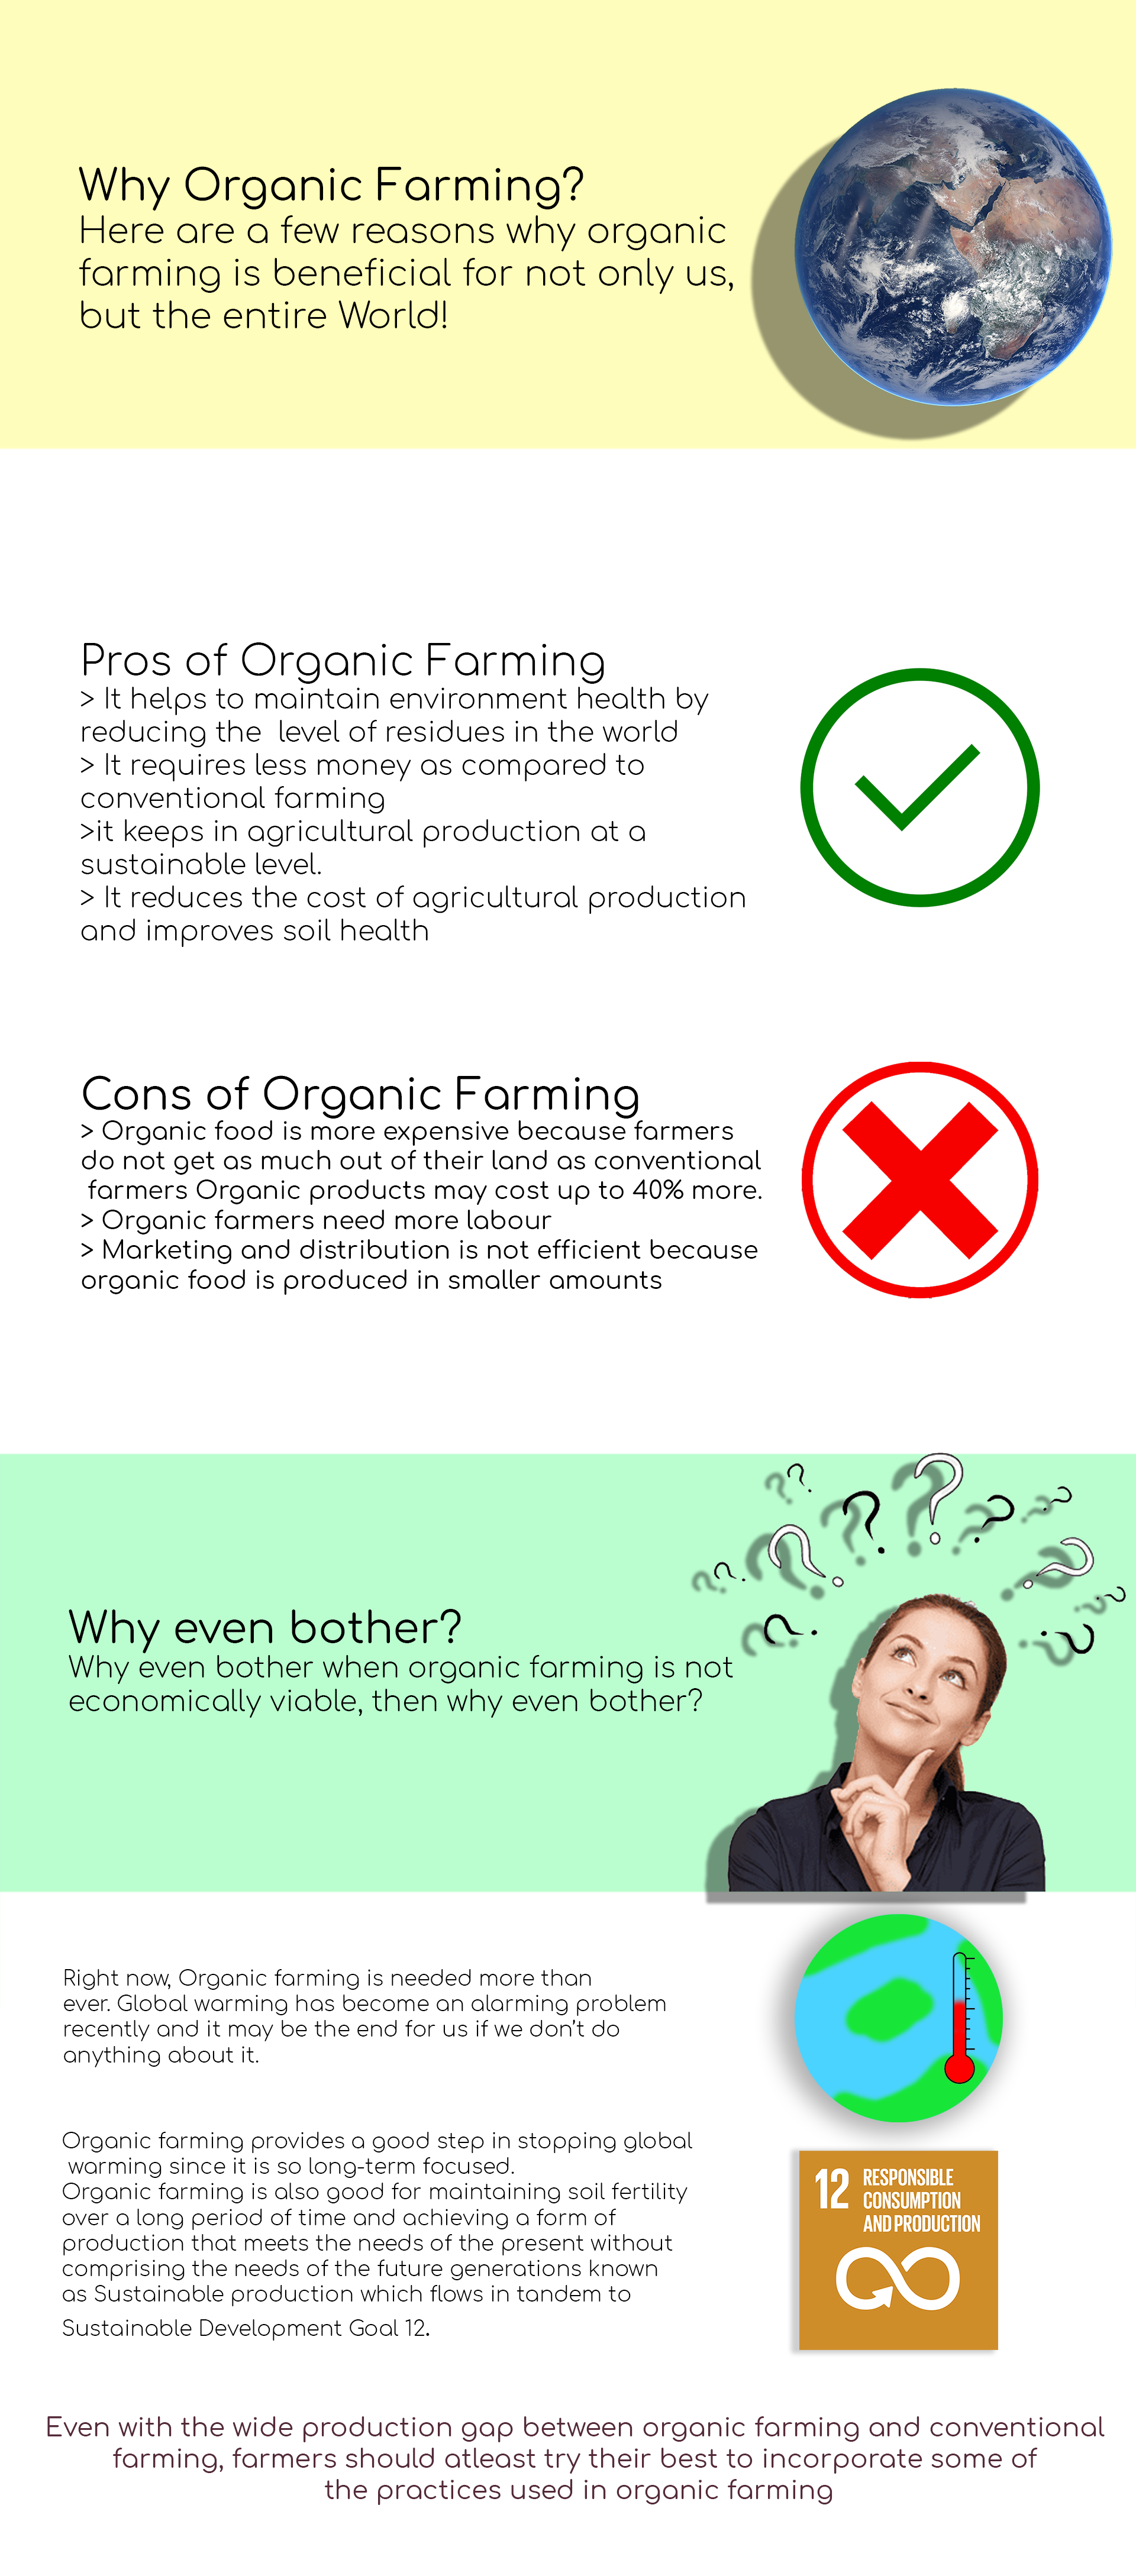 Why Organic Farming?
Here are a few reasons why organic
farming is beneficial for not only us,
but the entire World!
Pros of Organic Farming
> It helps to maintain environment health by
reducing the  level of residues in the world
> It requires less money as compared to
conventional farming
>it keeps in agricultural production at a
sustainable level.
> It reduces the cost of agricultural production
and improves soil health
Cons of Organic Farming
> Organic food is more expensive because farmers
do not get as much out of their land as conventional
farmers Organic products may cost up to 40% more.
> Organic farmers need more labour
> Marketing and distribution is not efficient because
organic food is produced in smaller amounts
Why even bother?
Why even bother when organic farming is not
economically viable, then why even bother?
Right now, Organic farming is needed more than
ever. Global warming has become an alarming problem
recently and it may be the end for us if we don't do
anything about it.
Organic farming provides a good step in stopping global
warming since it is so long-term focused.
Organic farming is also good for maintaining soil fertility
over a long period of time and achieving a form of
production that meets the needs of the present without
comprising the needs of the future generations known
as Sustainable production which flows in tandem to
Sustainable Development Goal 12.
12 RESPONSIBLE
CONSUMPTION
AND PRODUCTION
Even with the wide production gap between organic farming and conventional
farming, farmers should atleast try their best to incorporate some of
the practices used in organic farming